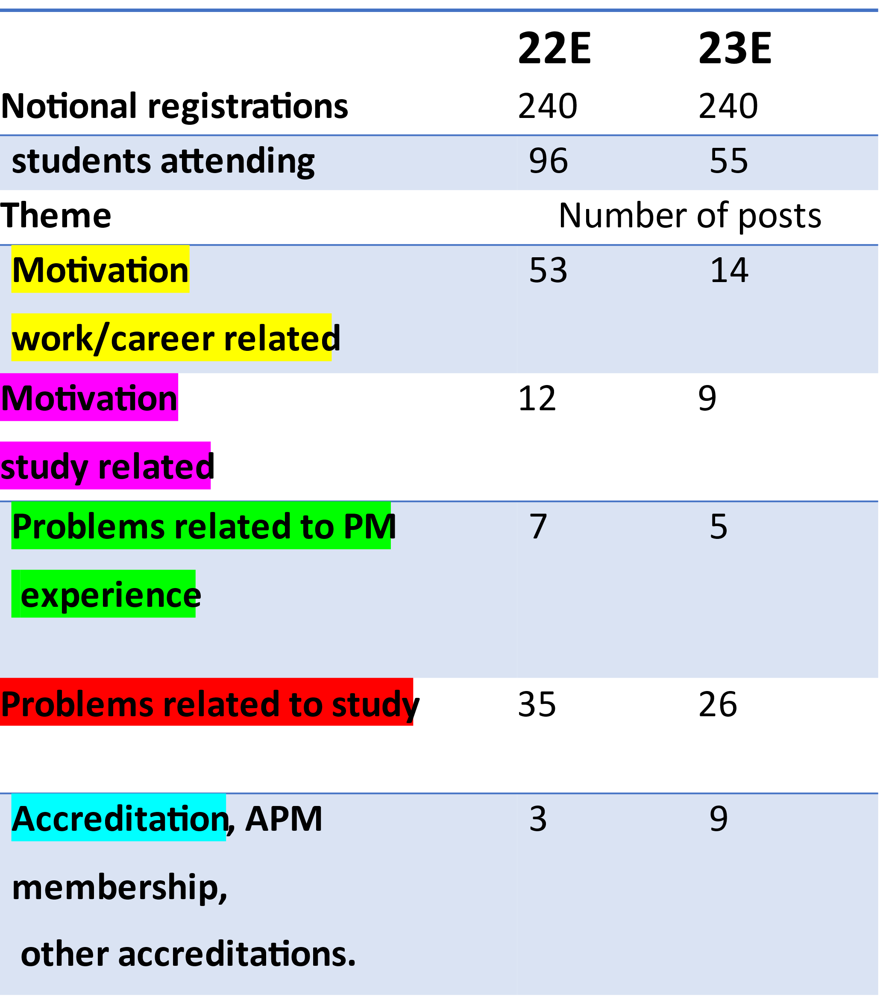 22E 23E
Notional registrations 240 240
students attending 96 55
Theme Number of posts
Motivation 53 14
work/career related
Motivation 12 9
study related
Problems related to PM 7 5
experience
Problems related to study 35 26
Accreditation, APM 3 9
membership,
other accreditations.